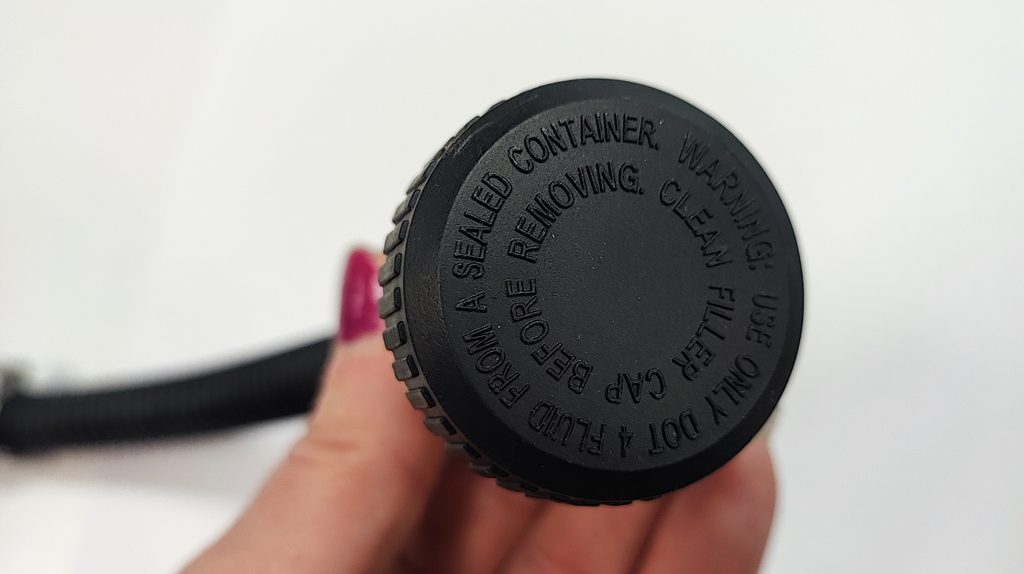 WARNING: USE ONLY DOT 4 FLUID FROM A SEALED CONTAINER.
CLEAN FILLER CAP BEFORE REMOVING.